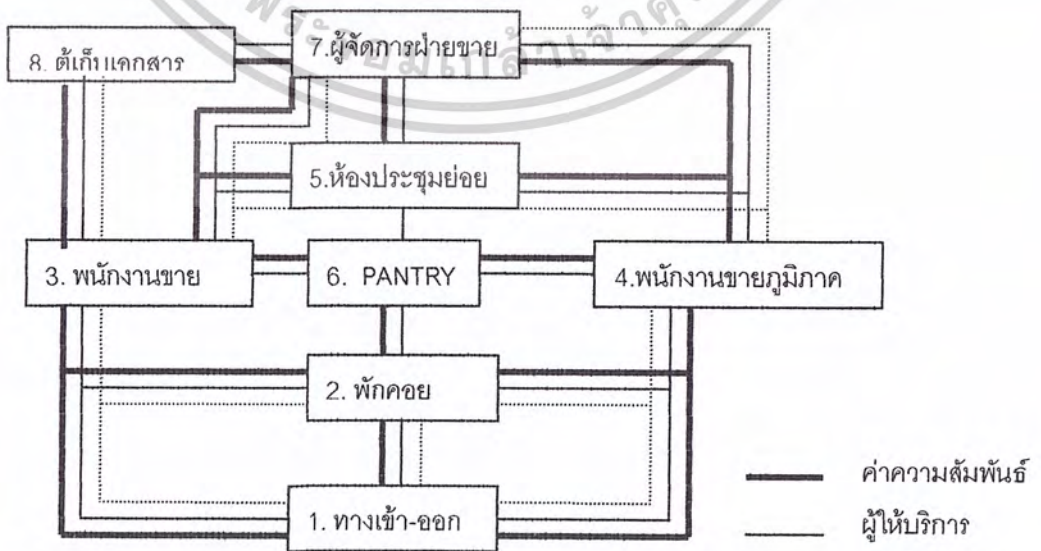 7.ผู้จัดการฝ่ายขาย
8. ตู้เก็บเอกสาร
5.ห้องประชุมย่อย
3. พนักงานขาย
6. PANTRY
4.พนักงานขายภูมิภาค
2. พักคอย
1. ทางเข้า-ออก
ค่าความสัมพันธ์
ผู้ให้บริการ